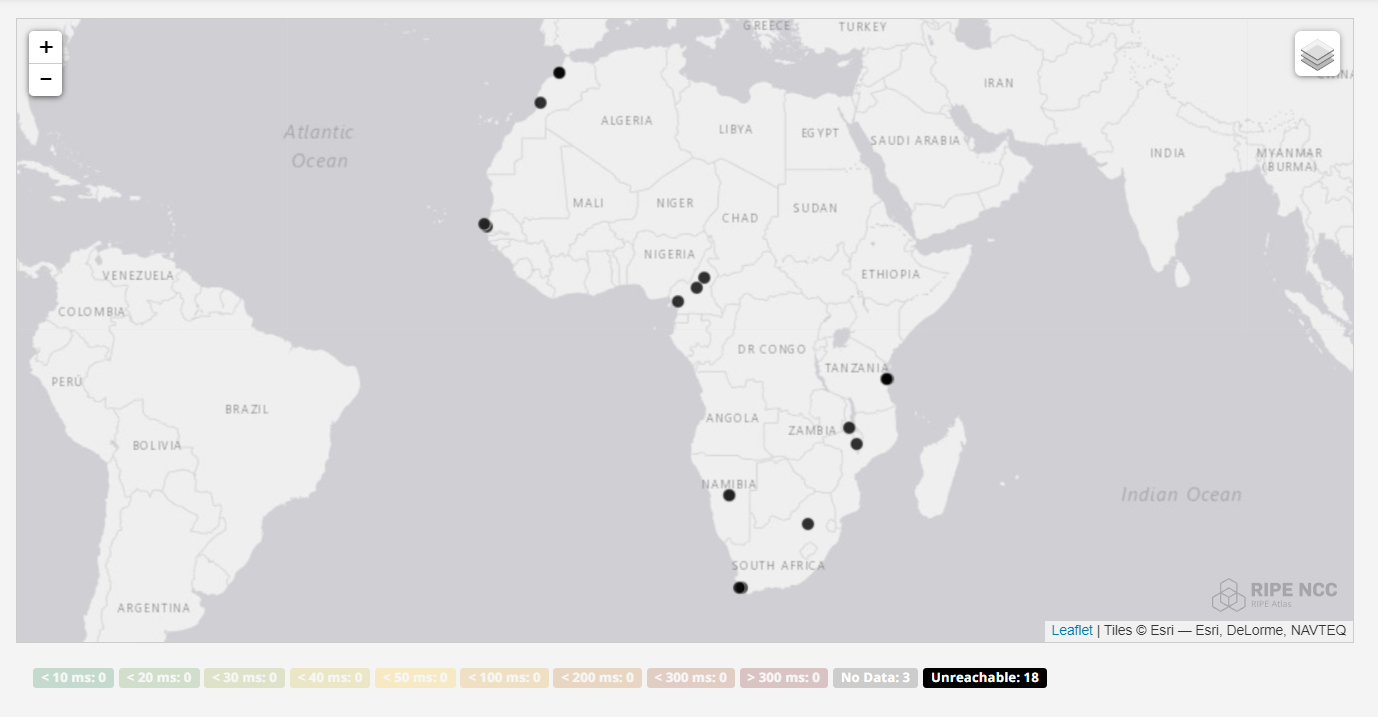 +
−
GREECE
TURKEY
IRAN
ALGERIA
LIBYA
EGYPT
SAUDI ARABIA
Atlantic
Ocean
INDIA
MYANMAR
(BURMA)
MALI
NIGER
CHAD
SUDAN
NIGERIA
ETHIOPIA
VENEZUELA
COLOMBIA
DR CONGO
TANZANIA
PERÚ
BRAZIL
ANGOLA
ZAMBIA
BOLIVIA
NAMIBIA
Indian Ocean
SOUTH AFRICA
ARGENTINA
RIPE NCC
RIPE Atlas
Leaflet | Tiles © Esri — Esri, DeLorme, NAVTEQ
< 10 ms: 0 < 20 ms: 0 < 30 ms: 0 < 40 ms: 0 < 50 ms: 0 < 100 ms: 0 < 200 ms: 0 < 300 ms: 0 > 300 ms: 0 No Data: 3 Unreachable: 18